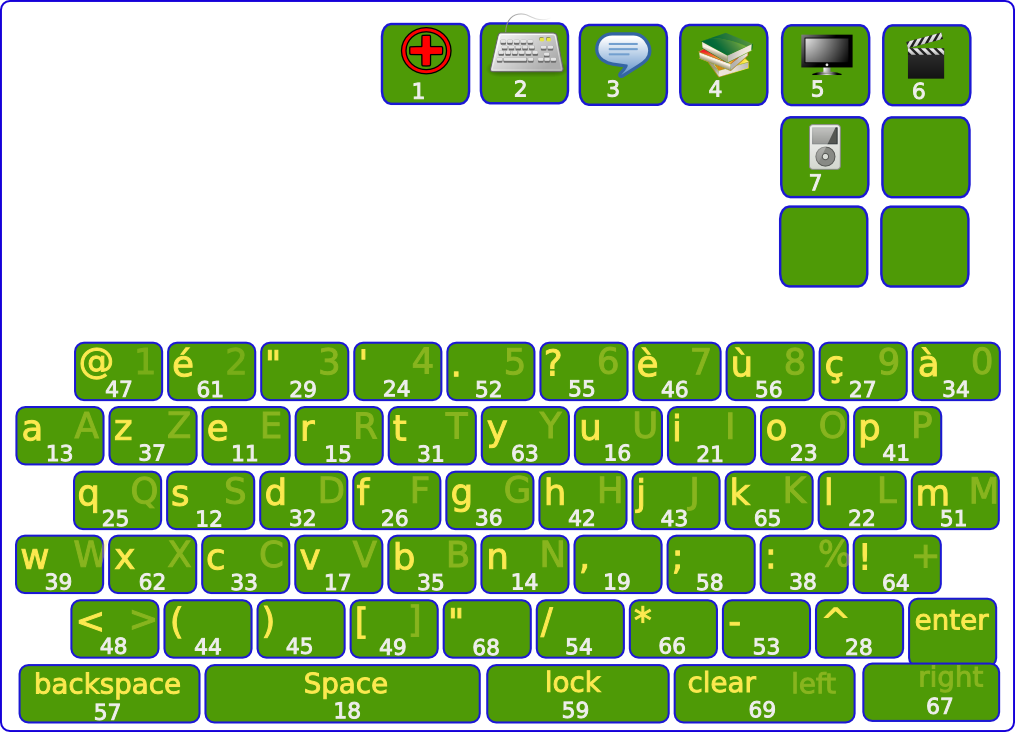 1 2 3 4 5 6
7
@ 1 é 2 " 3 ' 4 . 5 ? 6 è 7 ù 8 ç 9 à 0
47 61 29 24 52 55 46 56 27 34
a A z Z e E r R t T y Y u U i I o O p P
13 37 11 15 31 63 16 21 23 41
q Q s S d D f F g G h H j J k K l L m M
25 12 32 26 36 42 43 65 22 51
w W x X c C v V b B n N , ; : % ! +
39 62 33 17 35 14 19 58 38 64
< > ( ) [ ] " / * - ^ enter
48 44 45 49 68 54 66 53 28
backspace Space lock clear left right
57 18 59 69 67